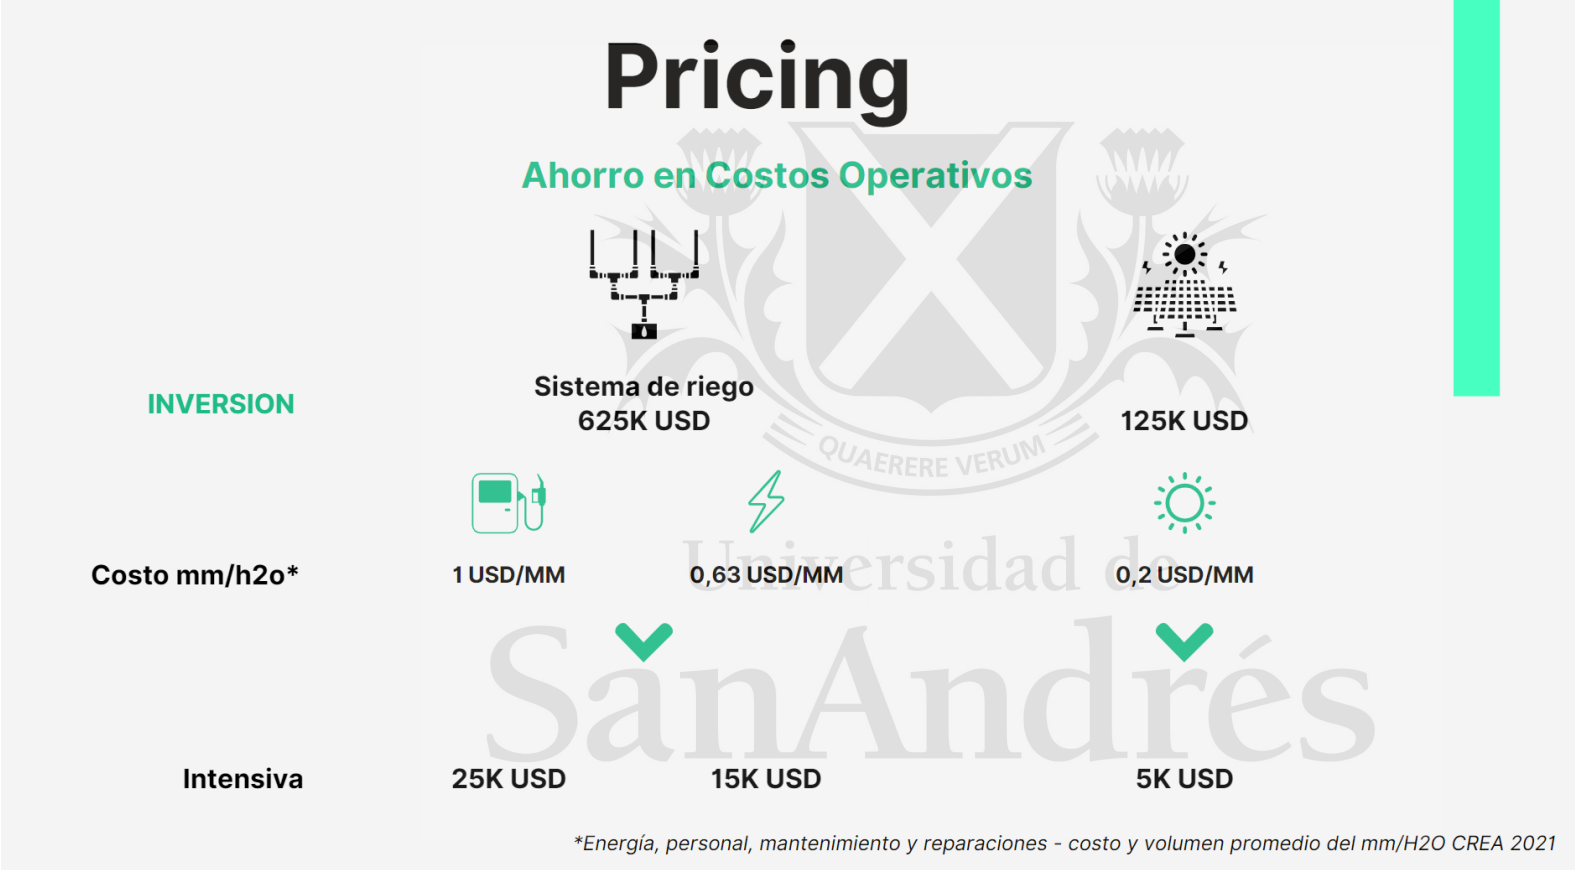 Pricing
Ahorro en Costos Operativos
Sistema de riego
INVERSION
625K USD
125K USD
QUAERERE VERUM
Costo mm/h2o*
1 USD/MM
0,63 USD/MM
0,2 USD/MM
Universidad de
SanAndrés
Intensiva
25K USD
15K USD
5K USD
*Energía, personal, mantenimiento y reparaciones - costo y volumen promedio del mm/H2O CREA 2021